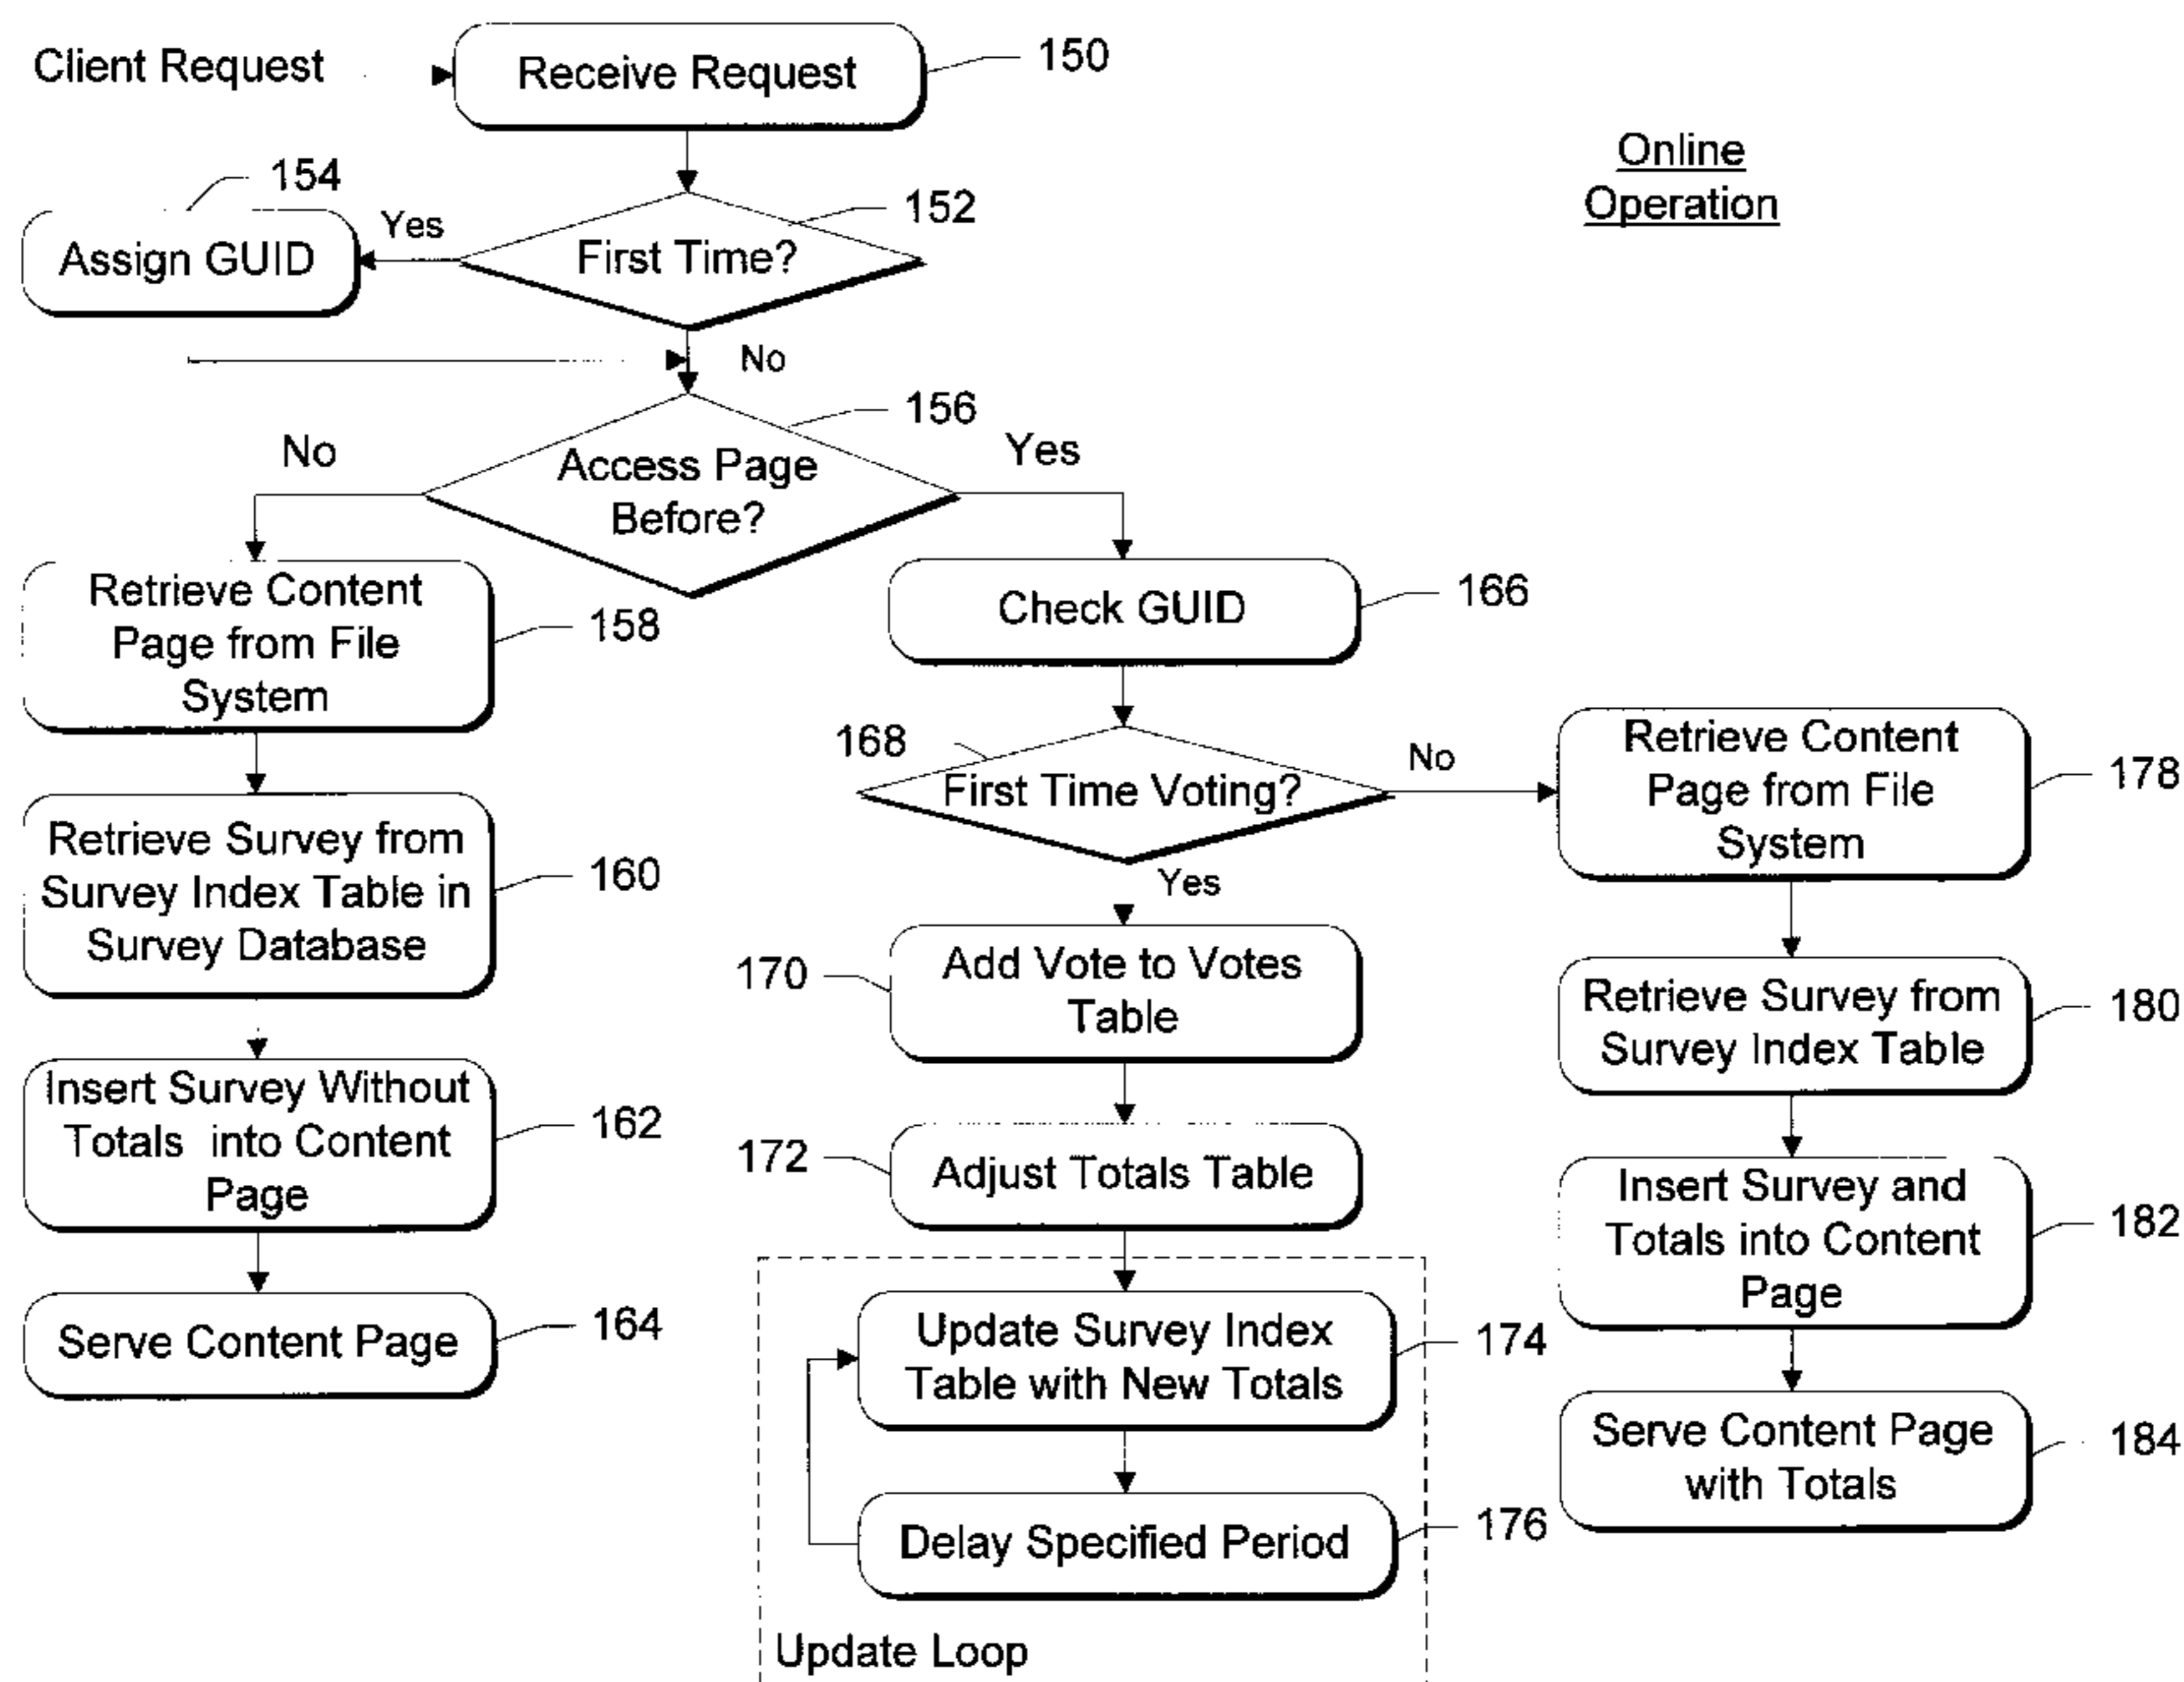 Client Request
Receive Request
150
Online
Operation
154
Yes
152
Assign GUID
First Time?
No
156
No
Yes
Access Page
Before?
Retrieve Content
Page from File
System
158
Check GUID
166
168
First Time Voting?
No
Retrieve Content
Page from File
System
178
Yes
Retrieve Survey from
Survey Index Table in
Survey Database
160
170
Add Vote to Votes
Table
Retrieve Survey from
Survey Index Table
180
Insert Survey Without
Totals into Content
Page
162
172
Adjust Totals Table
Insert Survey and
Totals into Content
Page
182
Serve Content Page
164
Update Survey Index
Table with New Totals
174
Serve Content Page
with Totals
184
Delay Specified Period
176
Update Loop